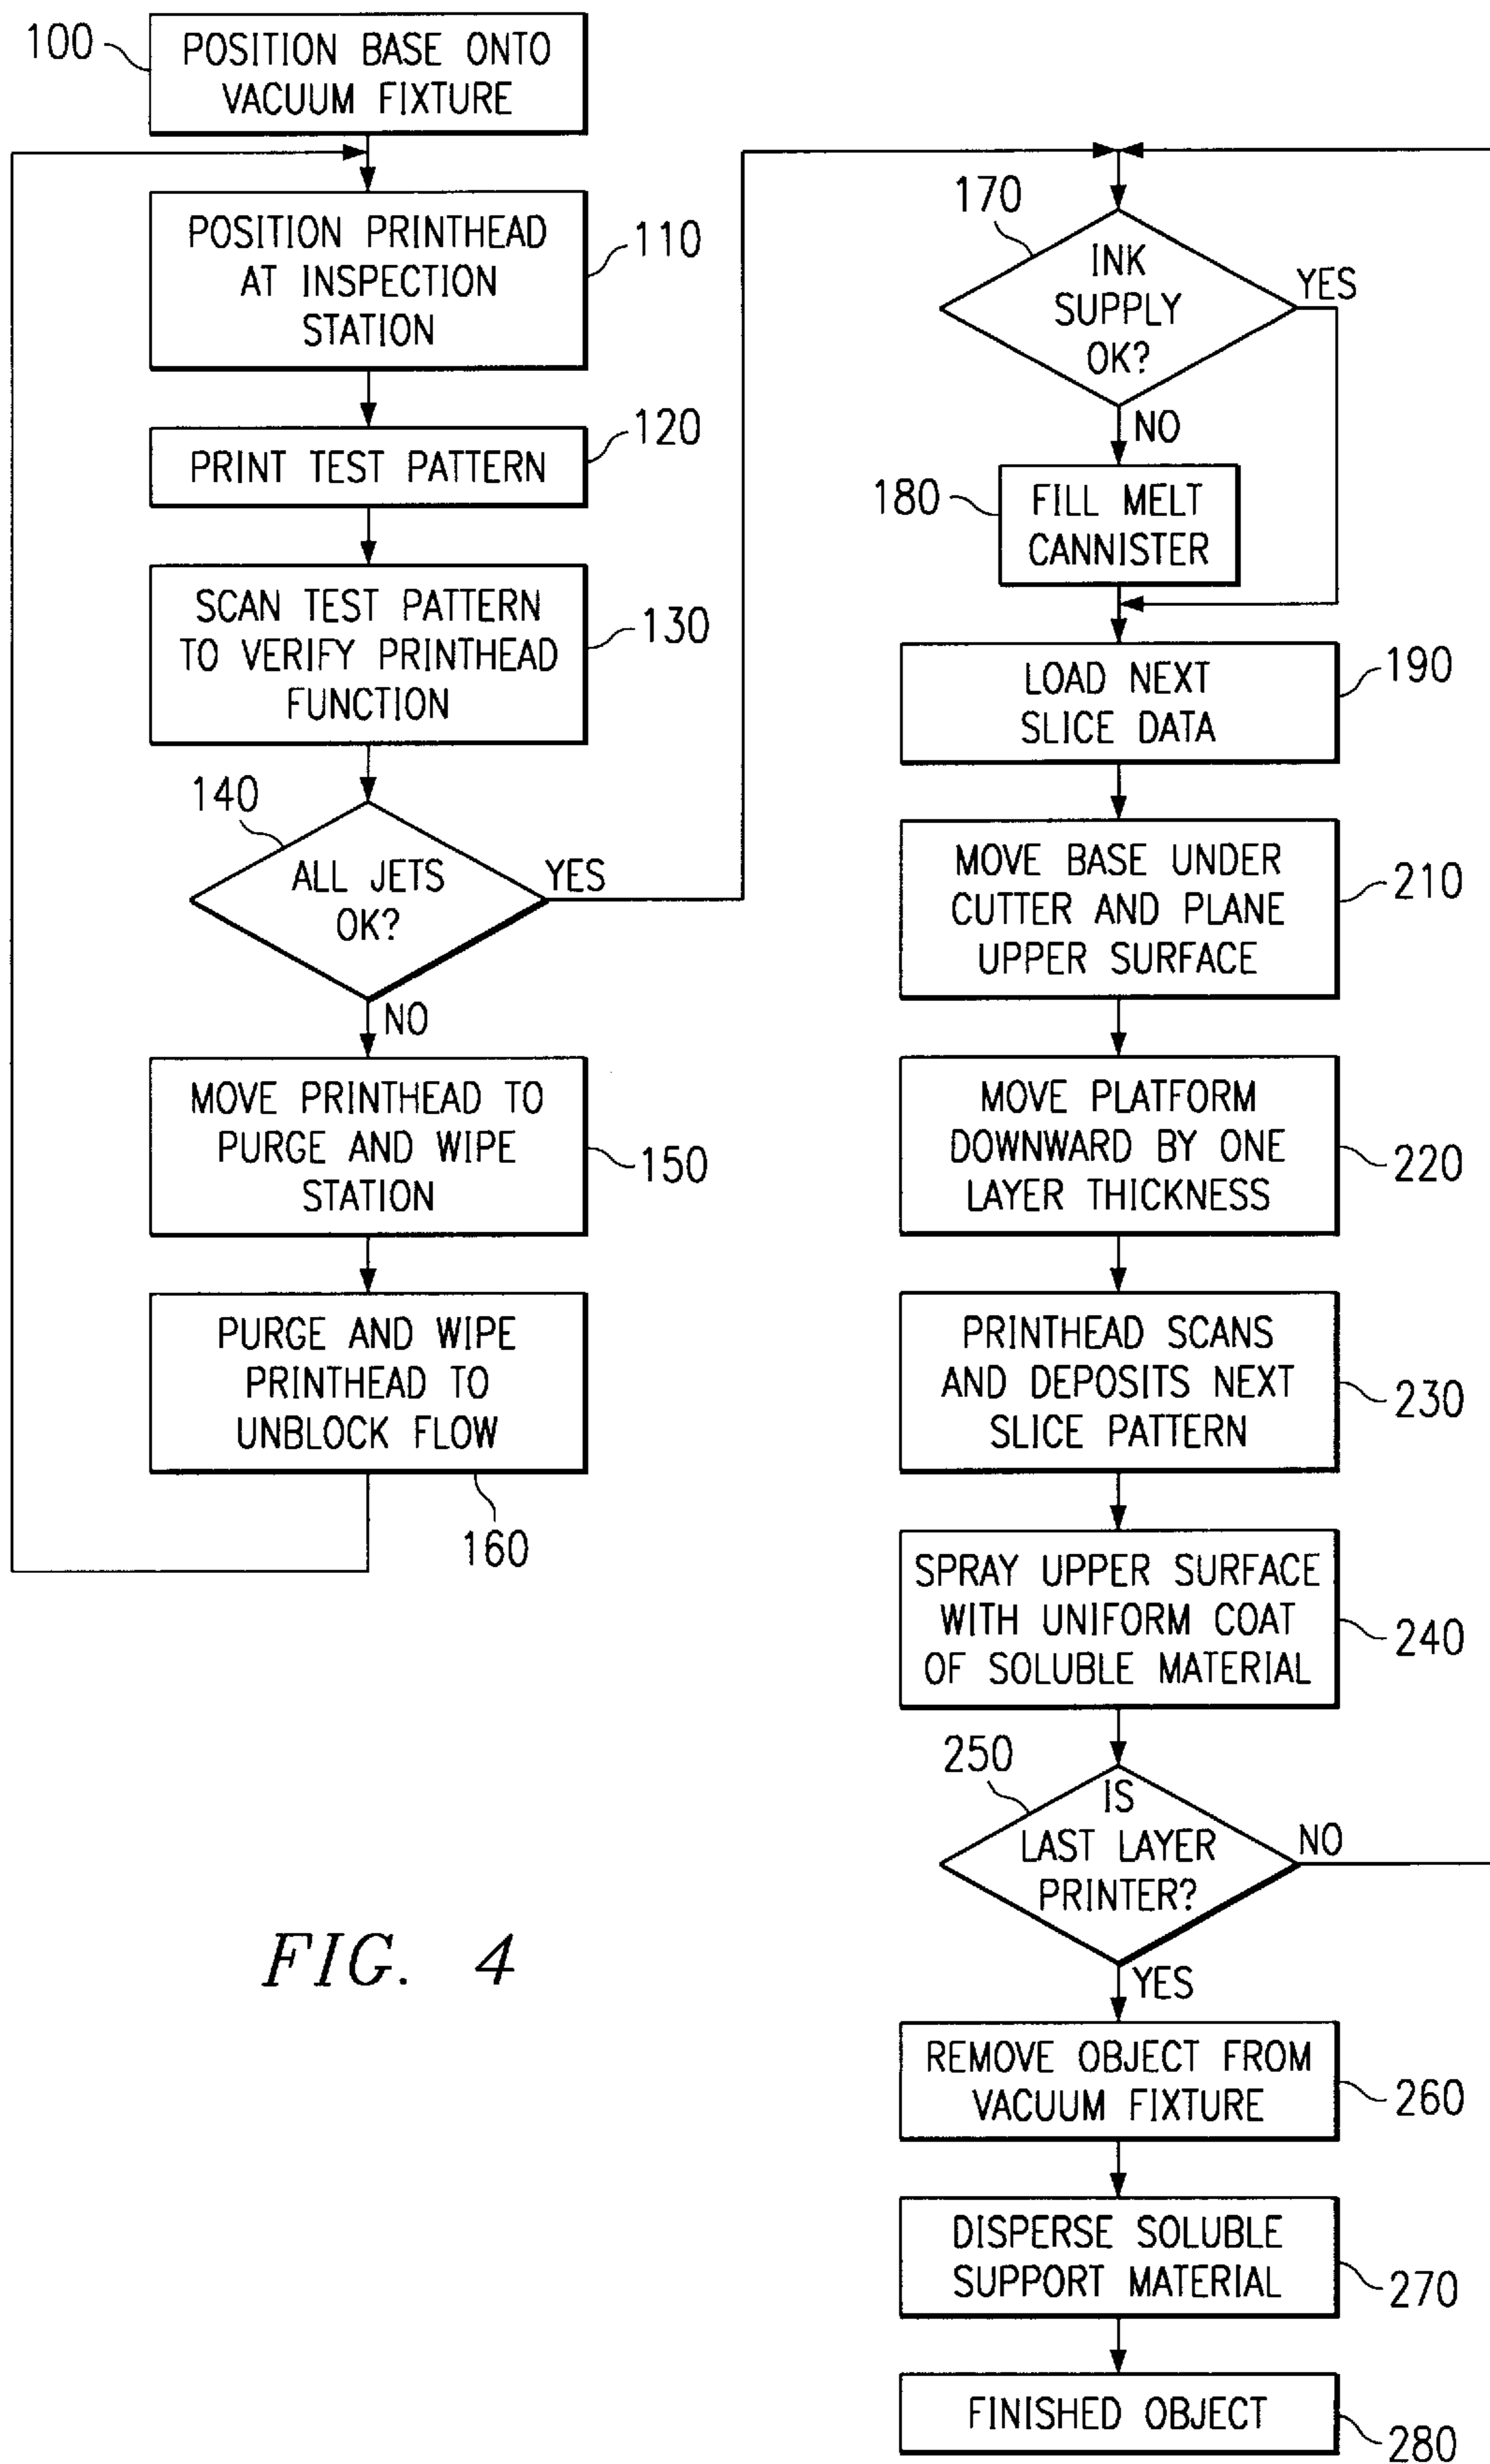 100
POSITION BASE ONTO
VACUUM FIXTURE
POSITION PRINTHEAD
AT INSPECTION
STATION
110
PRINT TEST PATTERN
120
SCAN TEST PATTERN
TO VERIFY PRINTHEAD
FUNCTION
130
140
ALL JETS
OK?
YES
NO
MOVE PRINTHEAD TO
PURGE AND WIPE
STATION
150
PURGE AND WIPE
PRINTHEAD TO
UNBLOCK FLOW
160
170
INK
SUPPLY
OK?
YES
NO
180
FILL MELT
CANNISTER
LOAD NEXT
SLICE DATA
190
MOVE BASE UNDER
CUTTER AND PLANE
UPPER SURFACE
210
MOVE PLATFORM
DOWNWARD BY ONE
LAYER THICKNESS
220
PRINTHEAD SCANS
AND DEPOSITS NEXT
SLICE PATTERN
230
SPRAY UPPER SURFACE
WITH UNIFORM COAT
OF SOLUBLE MATERIAL
240
250
IS
LAST LAYER
PRINTER?
NO
YES
REMOVE OBJECT FROM
VACUUM FIXTURE
260
DISPERSE SOLUBLE
SUPPORT MATERIAL
270
FINISHED OBJECT
280
FIG. 4